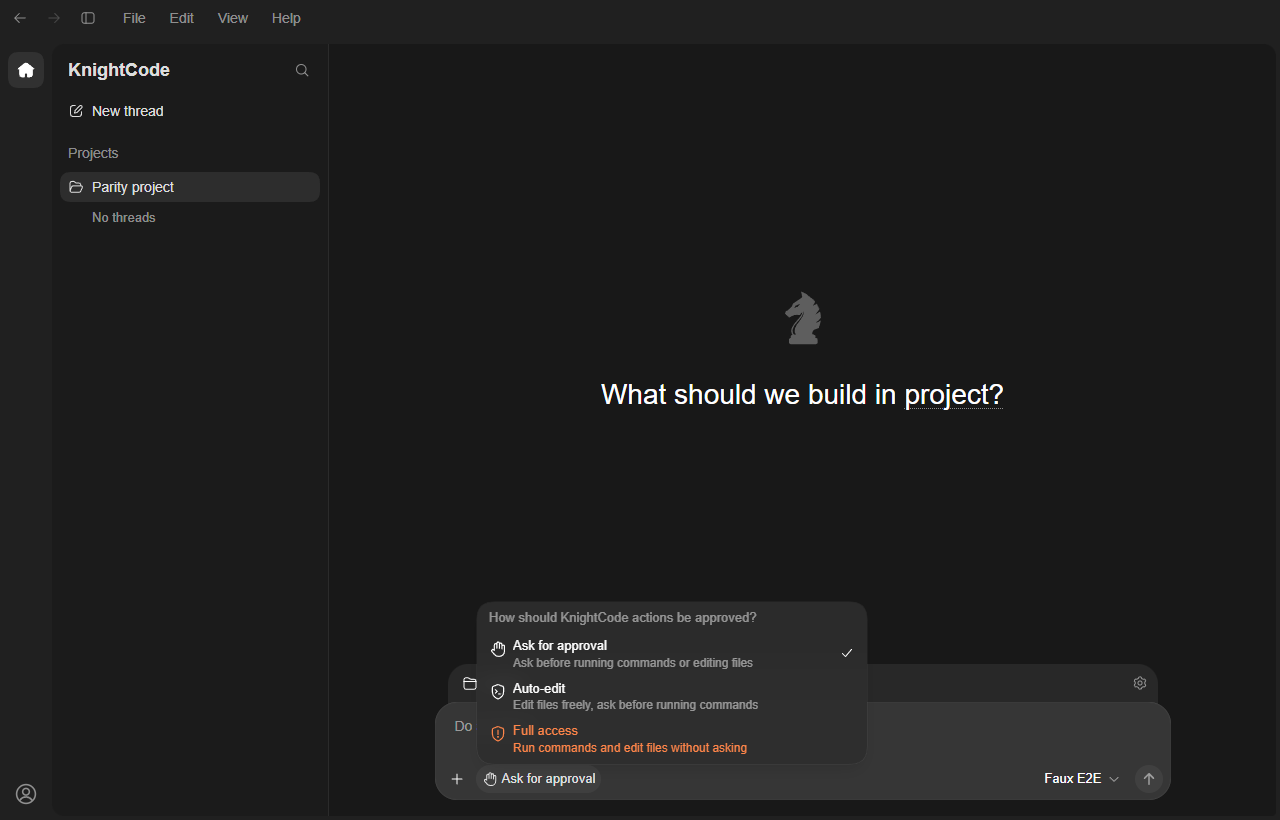 File Edit View Help
KnightCode
New thread
Projects
Parity project
No threads
What should we build in project?
How should KnightCode actions be approved?
Ask for approval
Ask before running commands or editing files
Auto-edit
Edit files freely, ask before running commands
Full access
Run commands and edit files without asking
Do
Ask for approval
Faux E2E